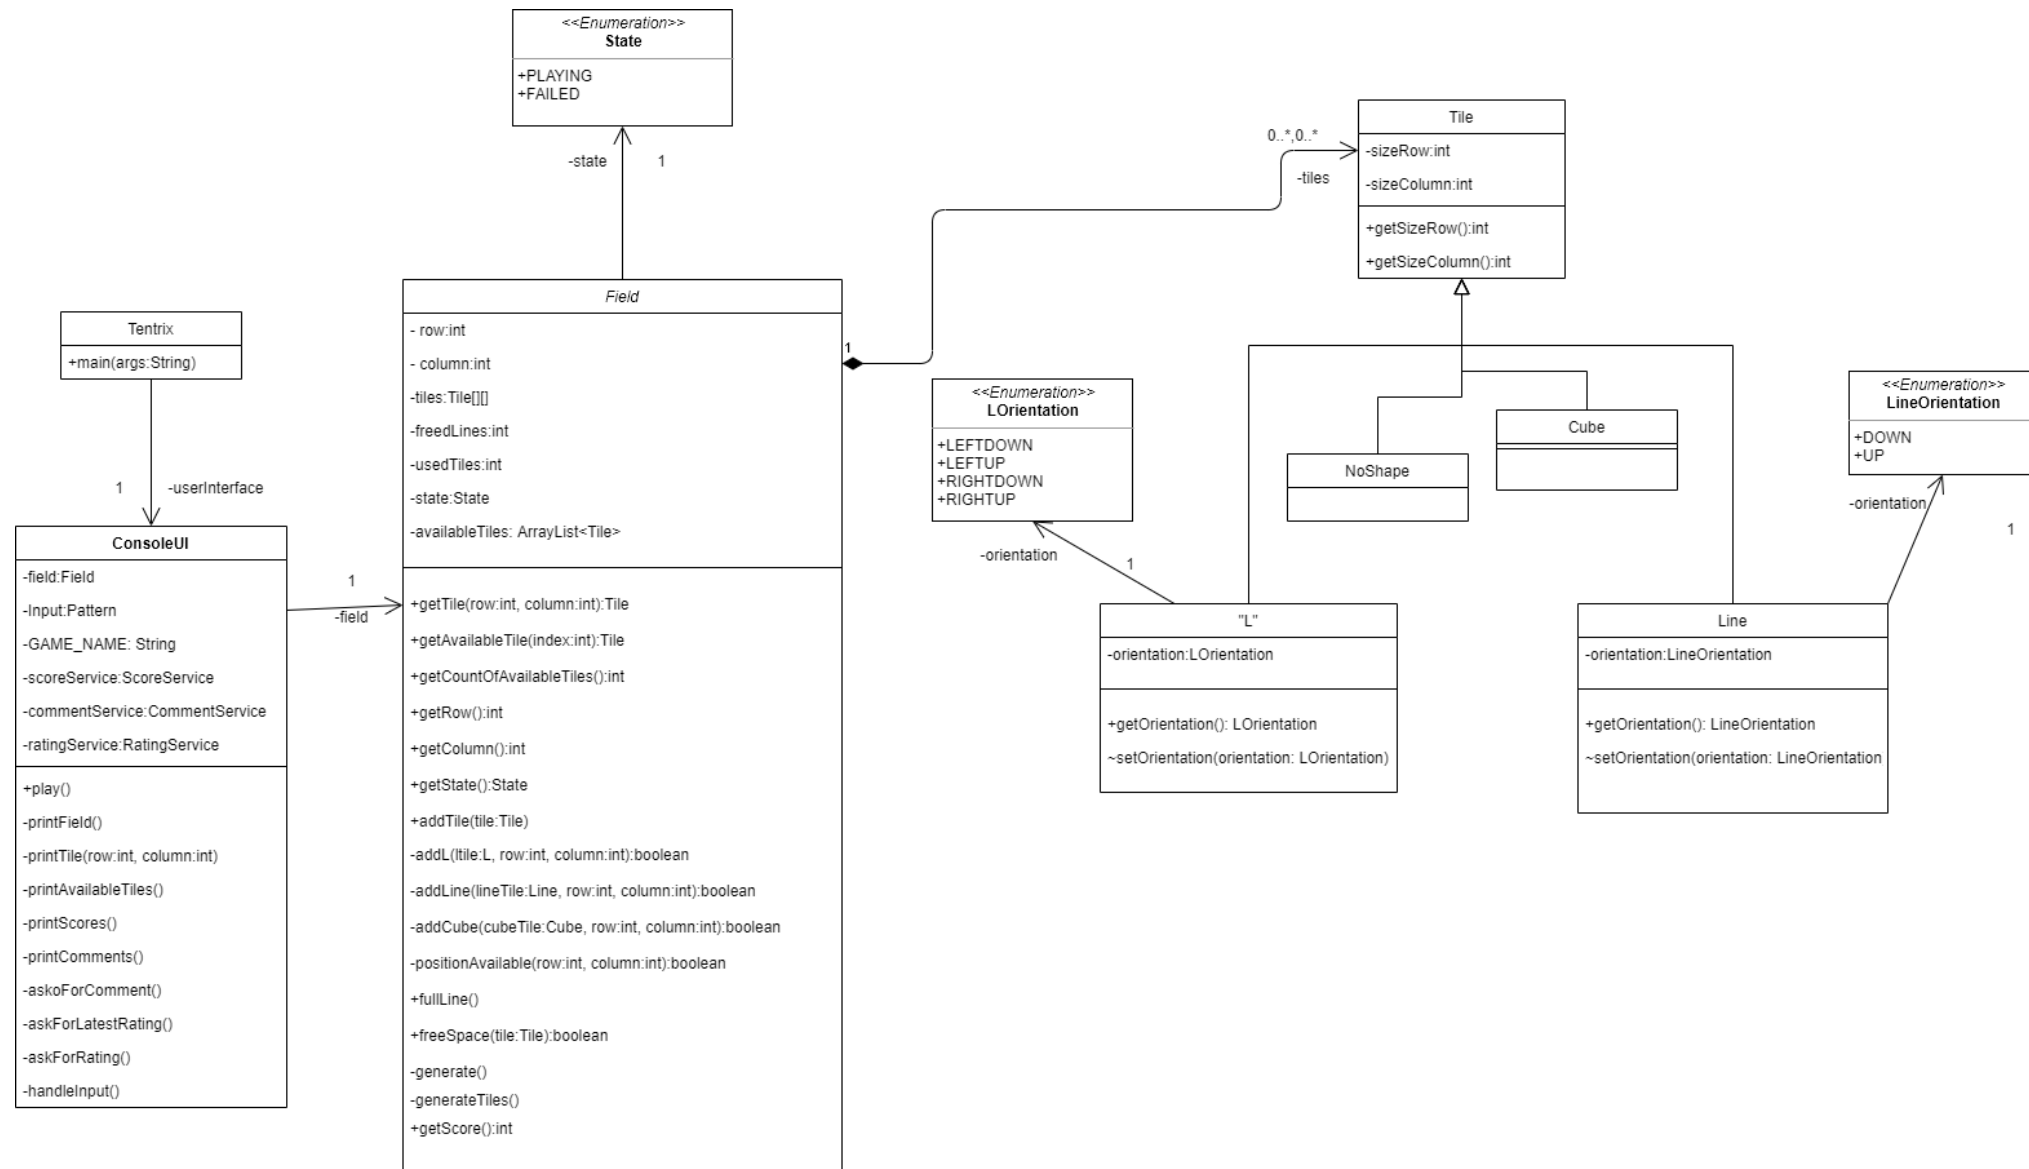 <<Enumeration>>
State
+PLAYING
+FAILED
-state
1
0..*,0..*
-tiles
Tile
-sizeRow:int
-sizeColumn:int
+getSizeRow():int
+getSizeColumn():int
Tentrix
+main(args:String)
1
-userInterface
ConsoleUI
-field:Field
-Input:Pattern
-GAME_NAME: String
-scoreService:ScoreService
-commentService:CommentService
-ratingService:RatingService
+play()
-printField()
-printTile(row:int, column:int)
-printAvailableTiles()
-printScores()
-printComments()
-askoForComment()
-askForLatestRating()
-askForRating()
-handleInput()
1
-field
Field
- row:int
- column:int
-tiles:Tile[][]
-freedLines:int
-usedTiles:int
-state:State
-availableTiles: ArrayList<Tile>
+getTile(row:int, column:int):Tile
+getAvailableTile(index:int):Tile
+getCountOfAvailableTiles():int
+getRow():int
+getColumn():int
+getState():State
+addTile(tile:Tile)
-addL(ltile:L, row:int, column:int):boolean
-addLine(lineTile:Line, row:int, column:int):boolean
-addCube(cubeTile:Cube, row:int, column:int):boolean
-positionAvailable(row:int, column:int):boolean
+fullLine()
+freeSpace(tile:Tile):boolean
-generate()
-generateTiles()
+getScore():int
1
<<Enumeration>>
LOrientation
+LEFTDOWN
+LEFTUP
+RIGHTDOWN
+RIGHTUP
-orientation
1
NoShape
Cube
<<Enumeration>>
LineOrientation
+DOWN
+UP
-orientation
1
"L"
-orientation:LOrientation
+getOrientation(): LOrientation
~setOrientation(orientation: LOrientation)
Line
-orientation:LineOrientation
+getOrientation(): LineOrientation
~setOrientation(orientation: LineOrientation